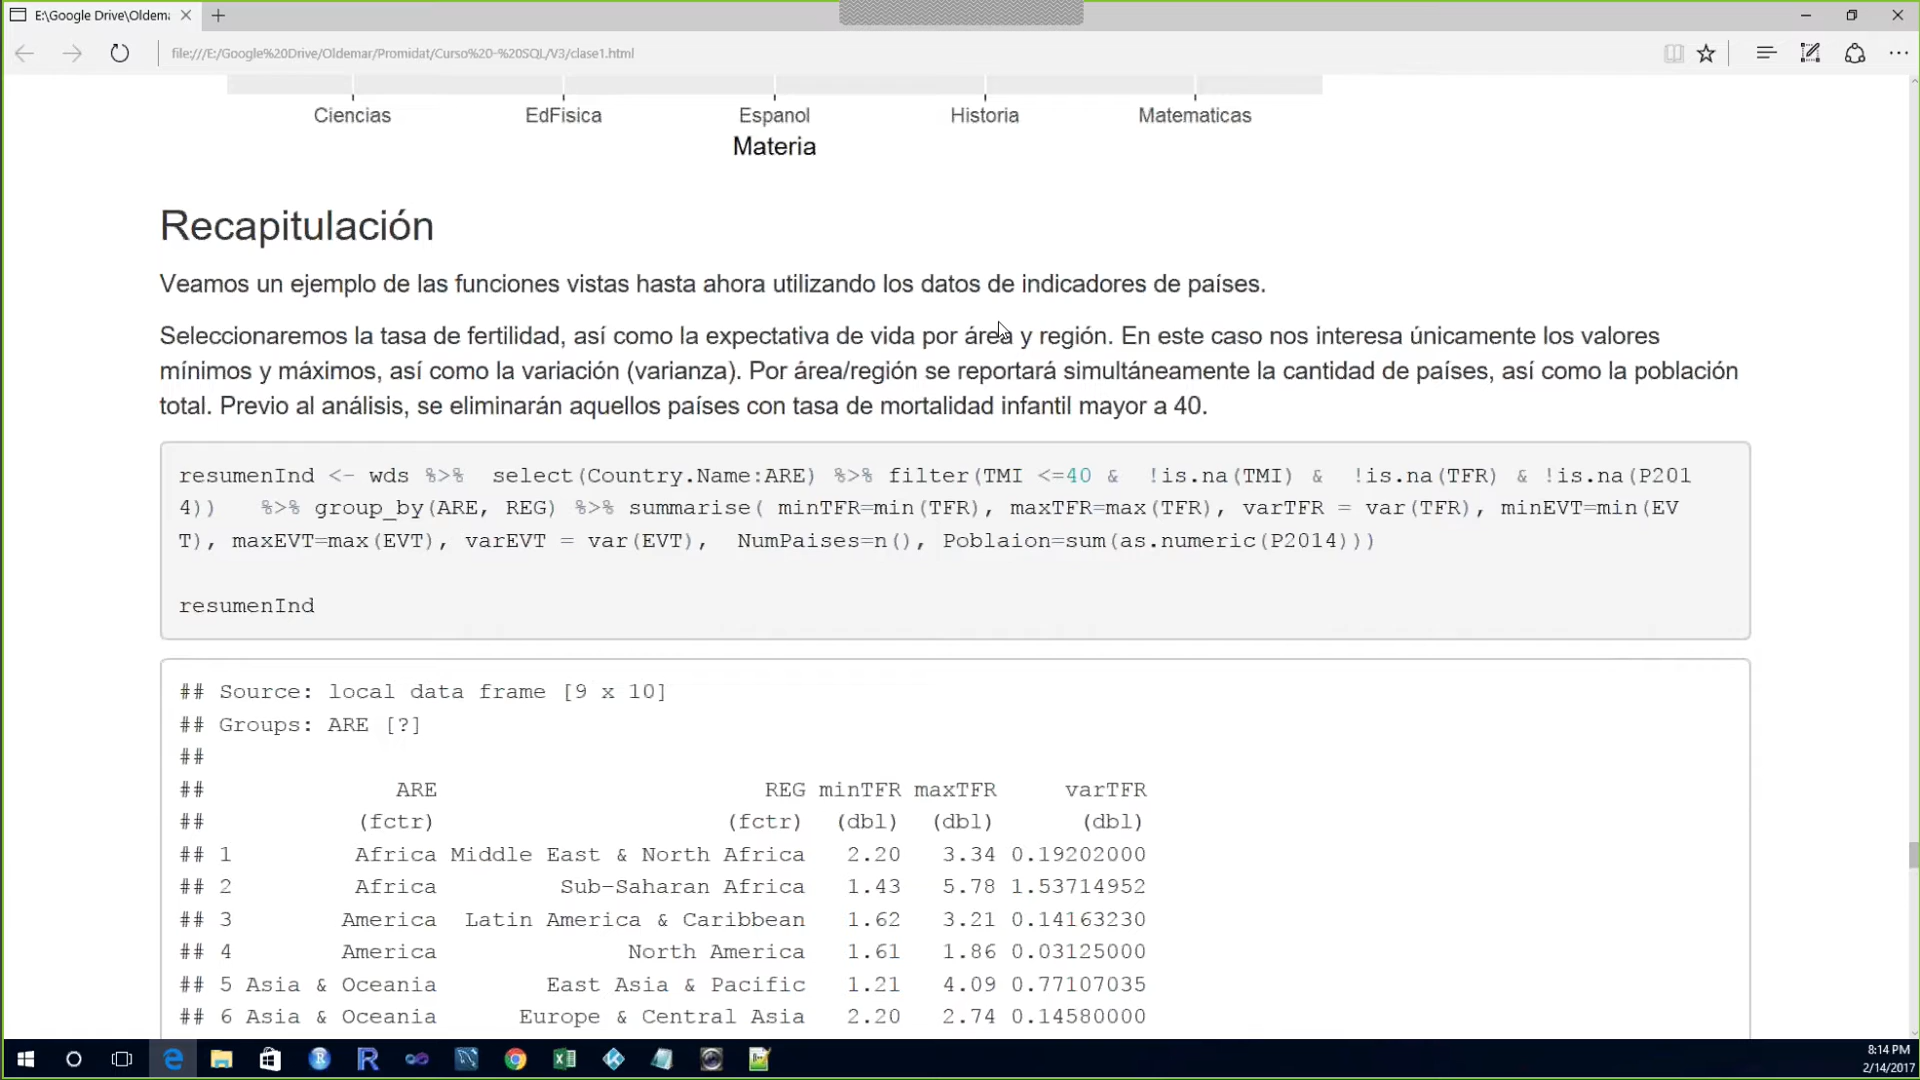 E:\Google Drive\Oldema
file:///E:/Google%20Drive/Oldemar/Promidat/Curso%20-%20SQL/V3/clase1.html
Ciencias EdFisica Espanol Historia Matematicas
Materia
Recapitulación
Veamos un ejemplo de las funciones vistas hasta ahora utilizando los datos de indicadores de países.
Seleccionaremos la tasa de fertilidad, así como la expectativa de vida por área y región. En este caso nos interesa únicamente los valores
mínimos y máximos, así como la variación (varianza). Por área/región se reportará simultáneamente la cantidad de países, así como la población
total. Previo al análisis, se eliminarán aquellos países con tasa de mortalidad infantil mayor a 40.
resumenInd <- wds %>%  select(Country.Name:ARE) %>% filter(TMI <=40 &  !is.na(TMI) &  !is.na(TFR) & !is.na(P201
4))   %>% group_by(ARE, REG) %>% summarise( minTFR=min(TFR), maxTFR=max(TFR), varTFR = var(TFR), minEVT=min(EV
T), maxEVT=max(EVT), varEVT = var(EVT),  NumPaises=n(), Poblaion=sum(as.numeric(P2014)))
resumenInd
## Source: local data frame [9 x 10]
## Groups: ARE [?]
##
## ARE REG minTFR maxTFR varTFR
## (fctr) (fctr) (dbl) (dbl) (dbl)
## 1 Africa Middle East & North Africa 2.20 3.34 0.19202000
## 2 Africa Sub-Saharan Africa 1.43 5.78 1.53714952
## 3 America Latin America & Caribbean 1.62 3.21 0.14163230
## 4 America North America 1.61 1.86 0.03125000
## 5 Asia & Oceania East Asia & Pacific 1.21 4.09 0.77107035
## 6 Asia & Oceania Europe & Central Asia 2.20 2.74 0.14580000
8:14 PM
2/14/2017